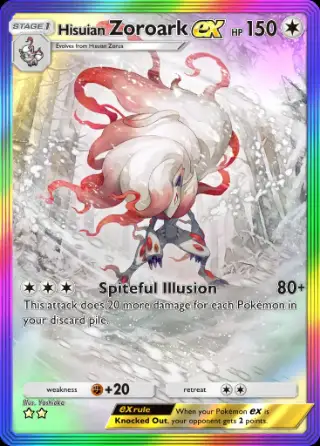 STAGE 1
Hisuian Zoroark ex HP 150
Evolves from Hisuian Zorua
Spiteful Illusion 80+
This attack does 20 more damage for each Pokémon in
your discard pile.
weakness +20 retreat
Illus. Yoshioka
ex rule When your Pokémon ex is
Knocked Out, your opponent gets 2 points.